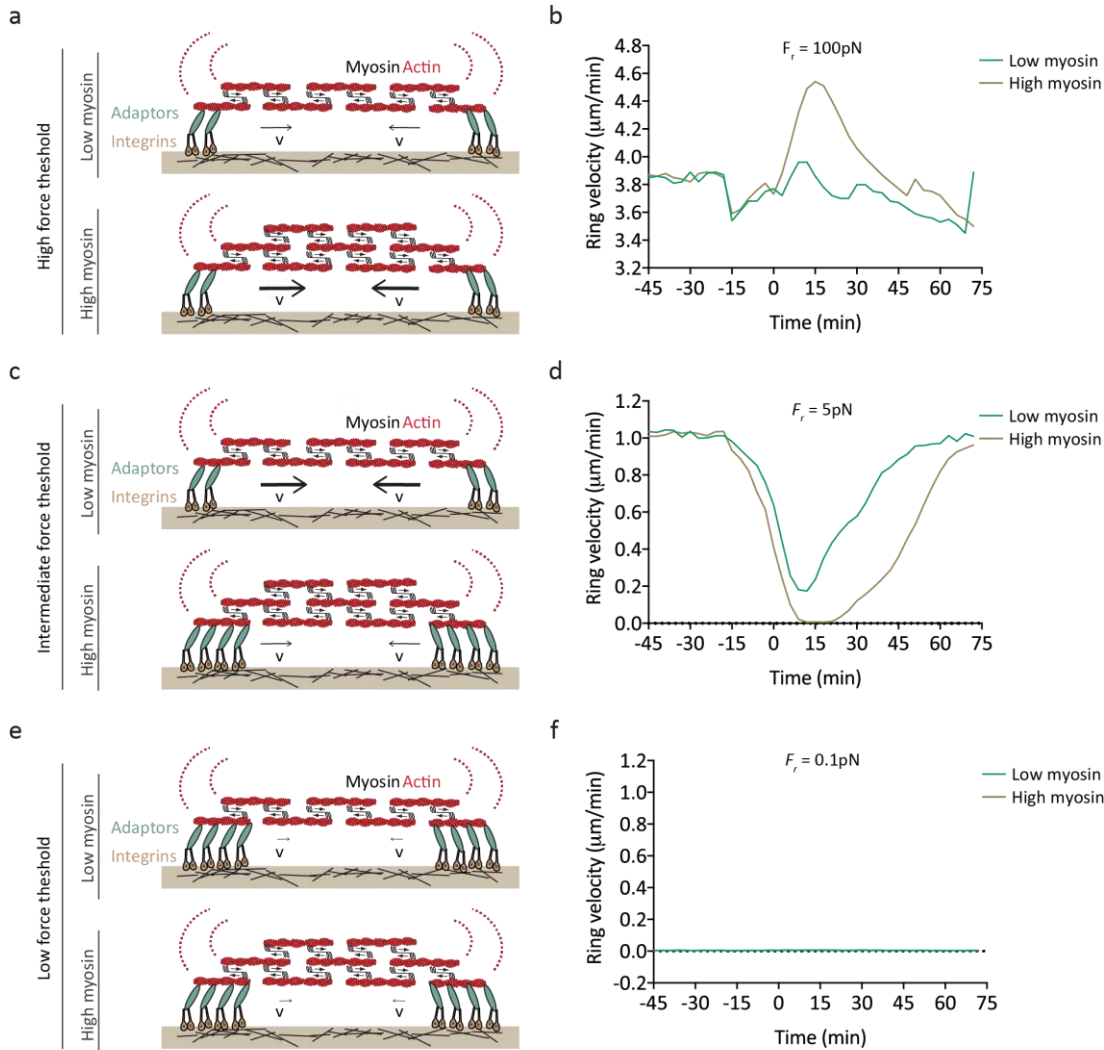 a
High force theshold
Low myosin
High myosin
Myosin Actin
Adaptors
Integrins
v
v
v
v
b
F_r = 100pN
Low myosin
High myosin
Ring velocity (μm/min)
4.8
4.6
4.4
4.2
4.0
3.8
3.6
3.4
3.2
-45 -30 -15 0 15 30 45 60 75
Time (min)
c
Intermediate force theshold
Low myosin
High myosin
Myosin Actin
Adaptors
Integrins
v
v
v
v
d
F_r = 5pN
Low myosin
High myosin
Ring velocity (μm/min)
1.2
1.0
0.8
0.6
0.4
0.2
0.0
-45 -30 -15 0 15 30 45 60 75
Time (min)
e
Low force theshold
Low myosin
High myosin
Myosin Actin
Adaptors
Integrins
v
v
v
v
f
F_r = 0.1pN
Low myosin
High myosin
Ring velocity (μm/min)
1.2
1.0
0.8
0.6
0.4
0.2
0.0
-0.2
-45 -30 -15 0 15 30 45 60 75
Time (min)